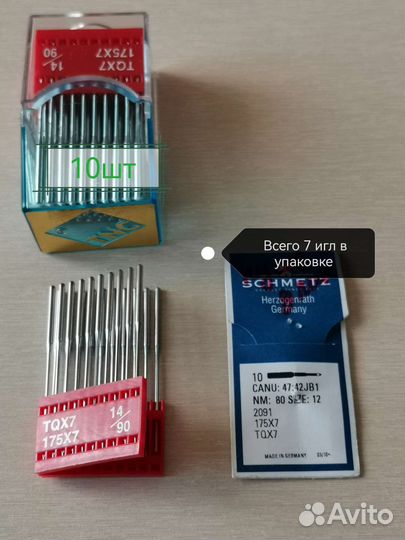 TQX7
175X7
14/90
10шт
Всего 7 игл в
упаковке
SCHMETZ
Herzogenrath
Germany
10
CANU: 47:42JB1
NM: 80 SIZE: 12
2091
175X7
TQX7
MADE IN GERMANY
TQX7
175X7
14/90
Avito